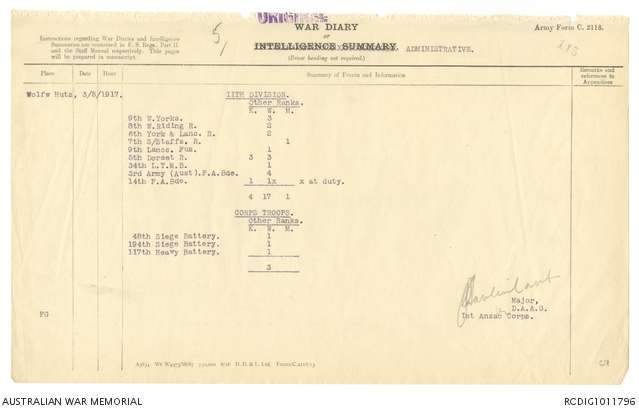 ORIGINAL
WAR DIARY
or
INTELLIGENCE SUMMARY. ADMINISTRATIVE.
(Erase heading not required.)
Army Form C. 2118.
Instructions regarding War Diaries and Intelligence
Summaries are contained in F. S. Regs., Part II.
and the Staff Manual respectively. Title pages
will be prepared in manuscript.
5/
193
Place Date Hour Summary of Events and Information Remarks and references to Appendices
Wolfw Huts, 3/8/1917. 11TH DIVISION.
Other Ranks.
K. W. M.
9th W.Yorks. 3
8th W.Riding R. 2
6th York & Lanc. R. 2
7th S/Staffs. R. 1
9th Lancs. Fus. 1
5th Dorset R. 3 3
34th L.T.M.B. 1
3rd Army (Aust).F.A.Bde. 4
14th F.A.Bde. 1 1x x at duty.
4 17 1
CORPS TROOPS.
Other Ranks.
K. W. M.
48th Siege Battery. 1
194th Siege Battery. 1
117th Heavy Battery. 1
3
Major,
D.A.A.G.
1st Anzac Corps.
FG
D. D. & L. Ltd.
AUSTRALIAN WAR MEMORIAL
RCDIG1011796